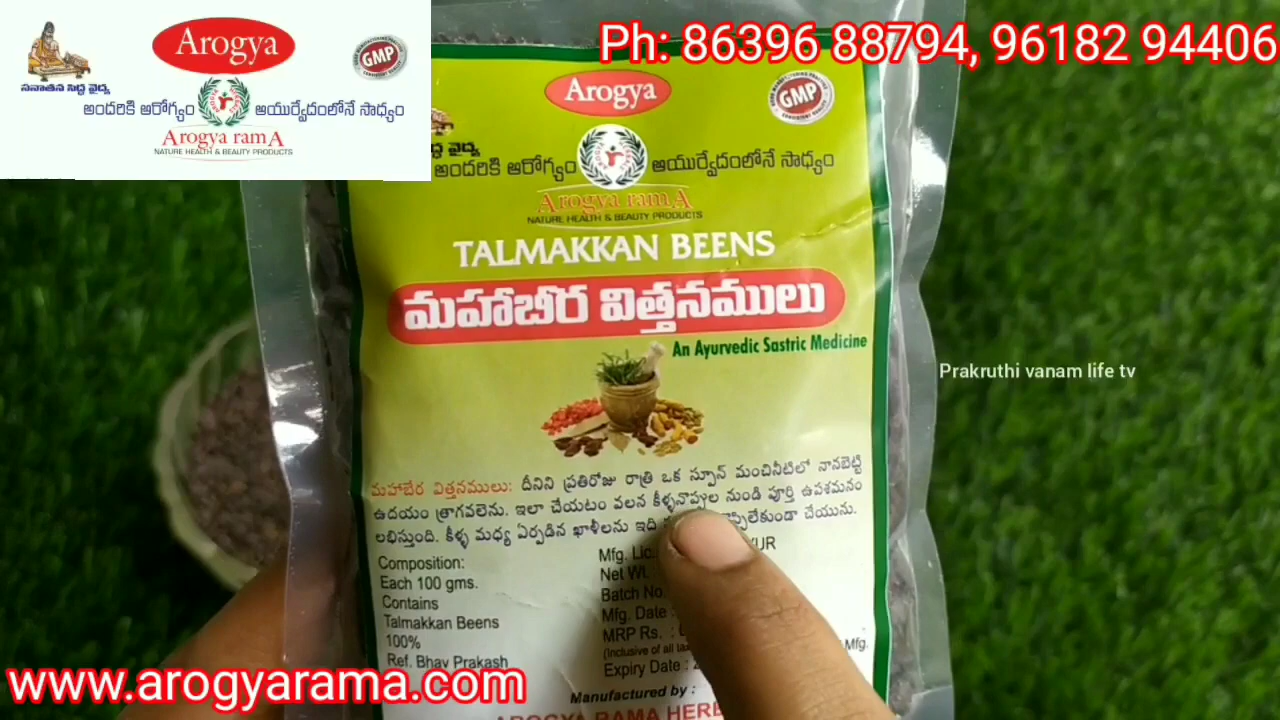 Arogya
GMP
సనాతన సిద్ధ వైద్య
అందరికి ఆరోగ్యం ఆయుర్వేదంలోనే సాధ్యం
Arogya ramA
NATURE HEALTH & BEAUTY PRODUCTS
Ph: 86396 88794, 96182 94406
Arogya
GMP
ద్ధ వైద్య
అందరికి ఆరోగ్యం ఆయుర్వేదంలోనే సాధ్యం
Arogya ramA
NATURE HEALTH & BEAUTY PRODUCTS
TALMAKKAN BEENS
మహాబీర విత్తనములు
An Ayurvedic Sastric Medicine
Prakruthi vanam life tv
మహాబేర విత్తనములు: దీనిని ప్రతిరోజు రాత్రి ఒక స్పూన్ మంచినీటిలో నానబెట్టి
ఉదయం త్రాగవలెను. ఇలా చేయటం వలన కీళ్ళనొప్పుల నుండి పూర్తి ఉపశమనం
లభిస్తుంది. కీళ్ళ మధ్య ఏర్పడిన ఖాళీలను ఇది చేయును.
Composition:
Each 100 gms.
Contains
Talmakkan Beens
100%
Ref. Bhav Prakash
Mfg. Lic.
Net Wt.
Batch No.
Mfg. Date :
MRP Rs. :
(Inclusive of all
Mfg.
Expiry Date :
Manufactured by :
AROGYA RAMA
www.arogyarama.com